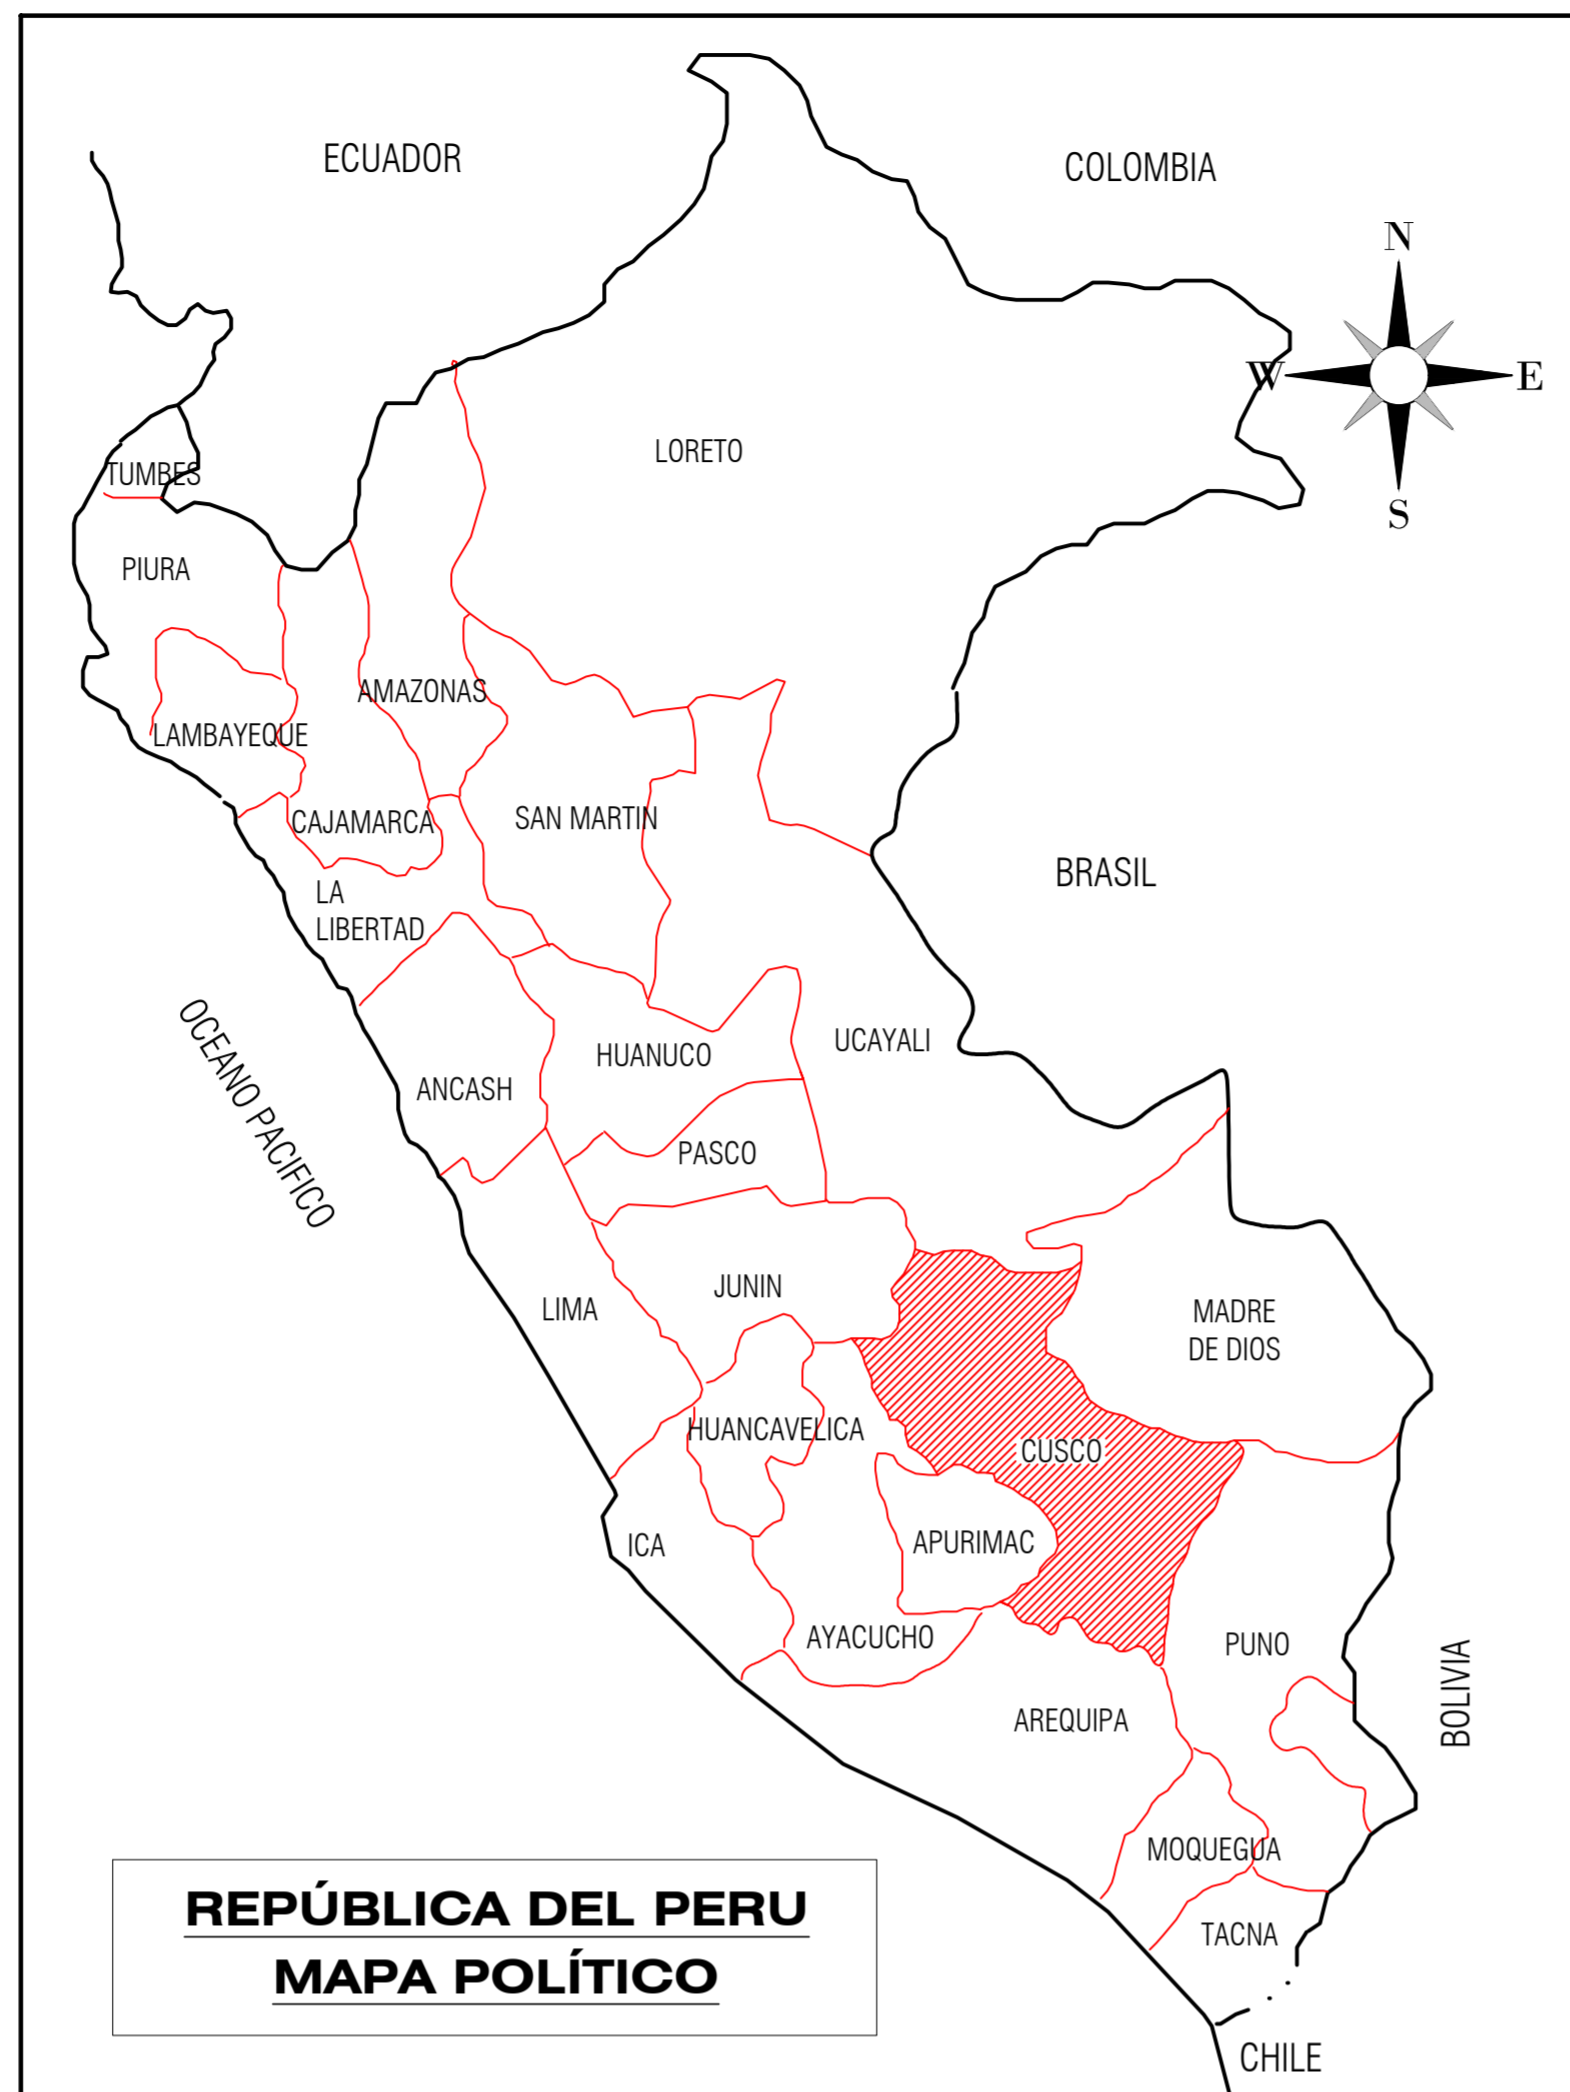 ECUADOR
COLOMBIA
N
W
E
S
LORETO
TUMBES
PIURA
AMAZONAS
LAMBAYEQUE
CAJAMARCA
SAN MARTIN
BRASIL
LA
LIBERTAD
OCEANO PACIFICO
HUANUCO
UCAYALI
ANCASH
PASCO
JUNIN
LIMA
MADRE
DE DIOS
HUANCAVELICA
CUSCO
ICA
APURIMAC
AYACUCHO
PUNO
BOLIVIA
AREQUIPA
MOQUEGUA
TACNA
REPÚBLICA DEL PERU
MAPA POLÍTICO
CHILE